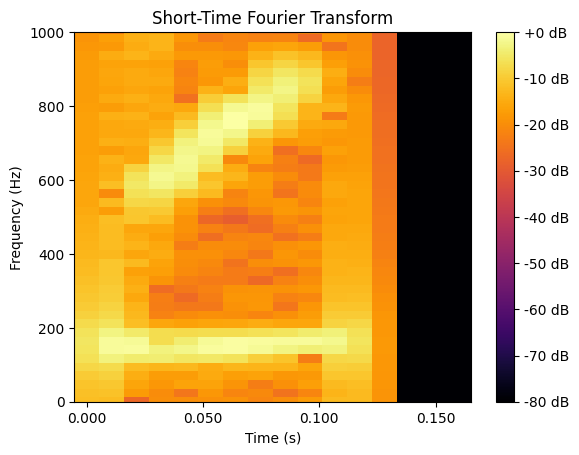 Short-Time Fourier Transform
1000
800
600
400
200
0
Frequency (Hz)
0.000
0.050
0.100
0.150
Time (s)
+0 dB
-10 dB
-20 dB
-30 dB
-40 dB
-50 dB
-60 dB
-70 dB
-80 dB